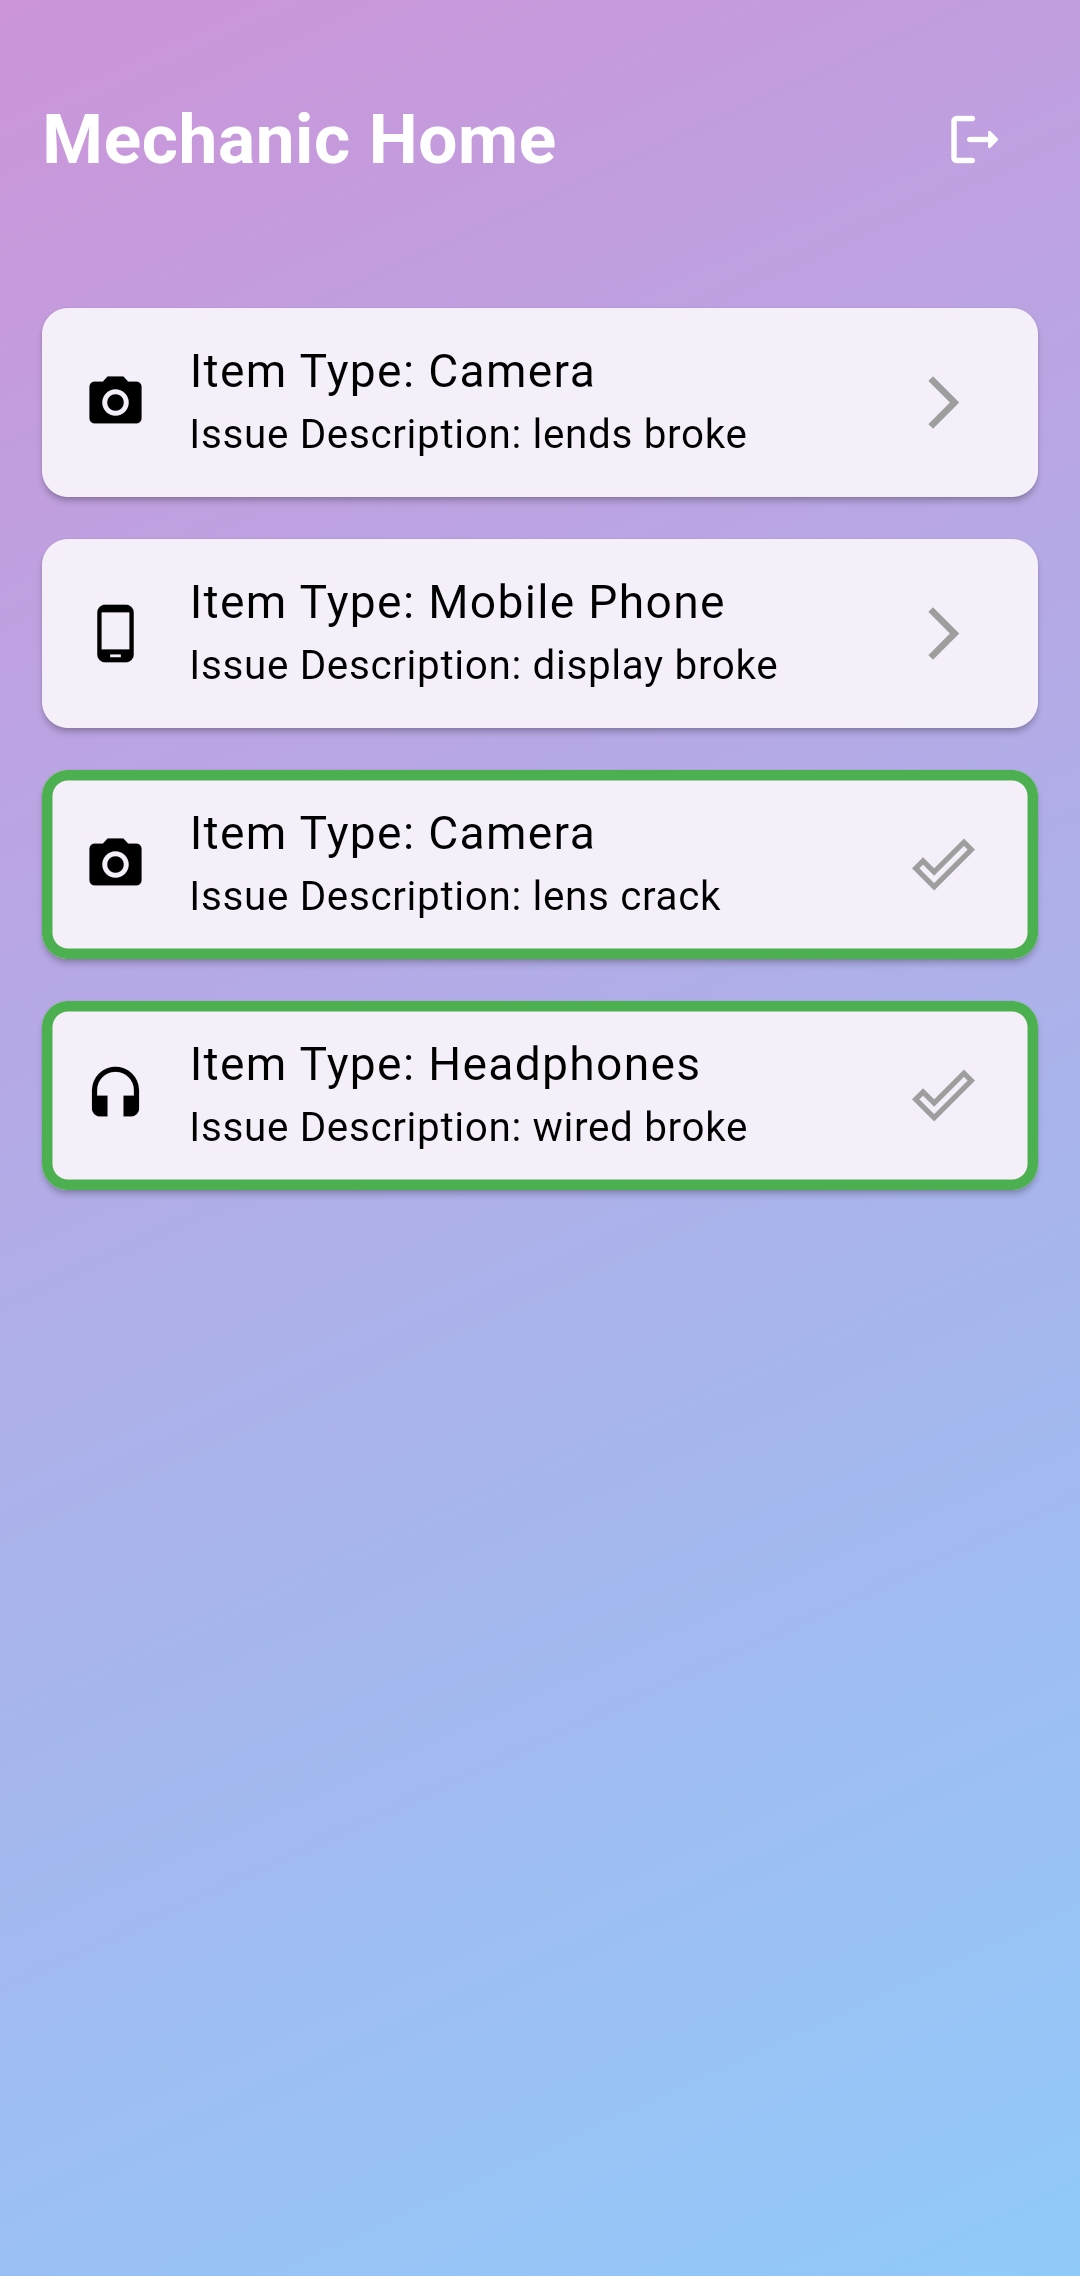 Mechanic Home
Item Type: Camera
Issue Description: lends broke
Item Type: Mobile Phone
Issue Description: display broke
Item Type: Camera
Issue Description: lens crack
Item Type: Headphones
Issue Description: wired broke